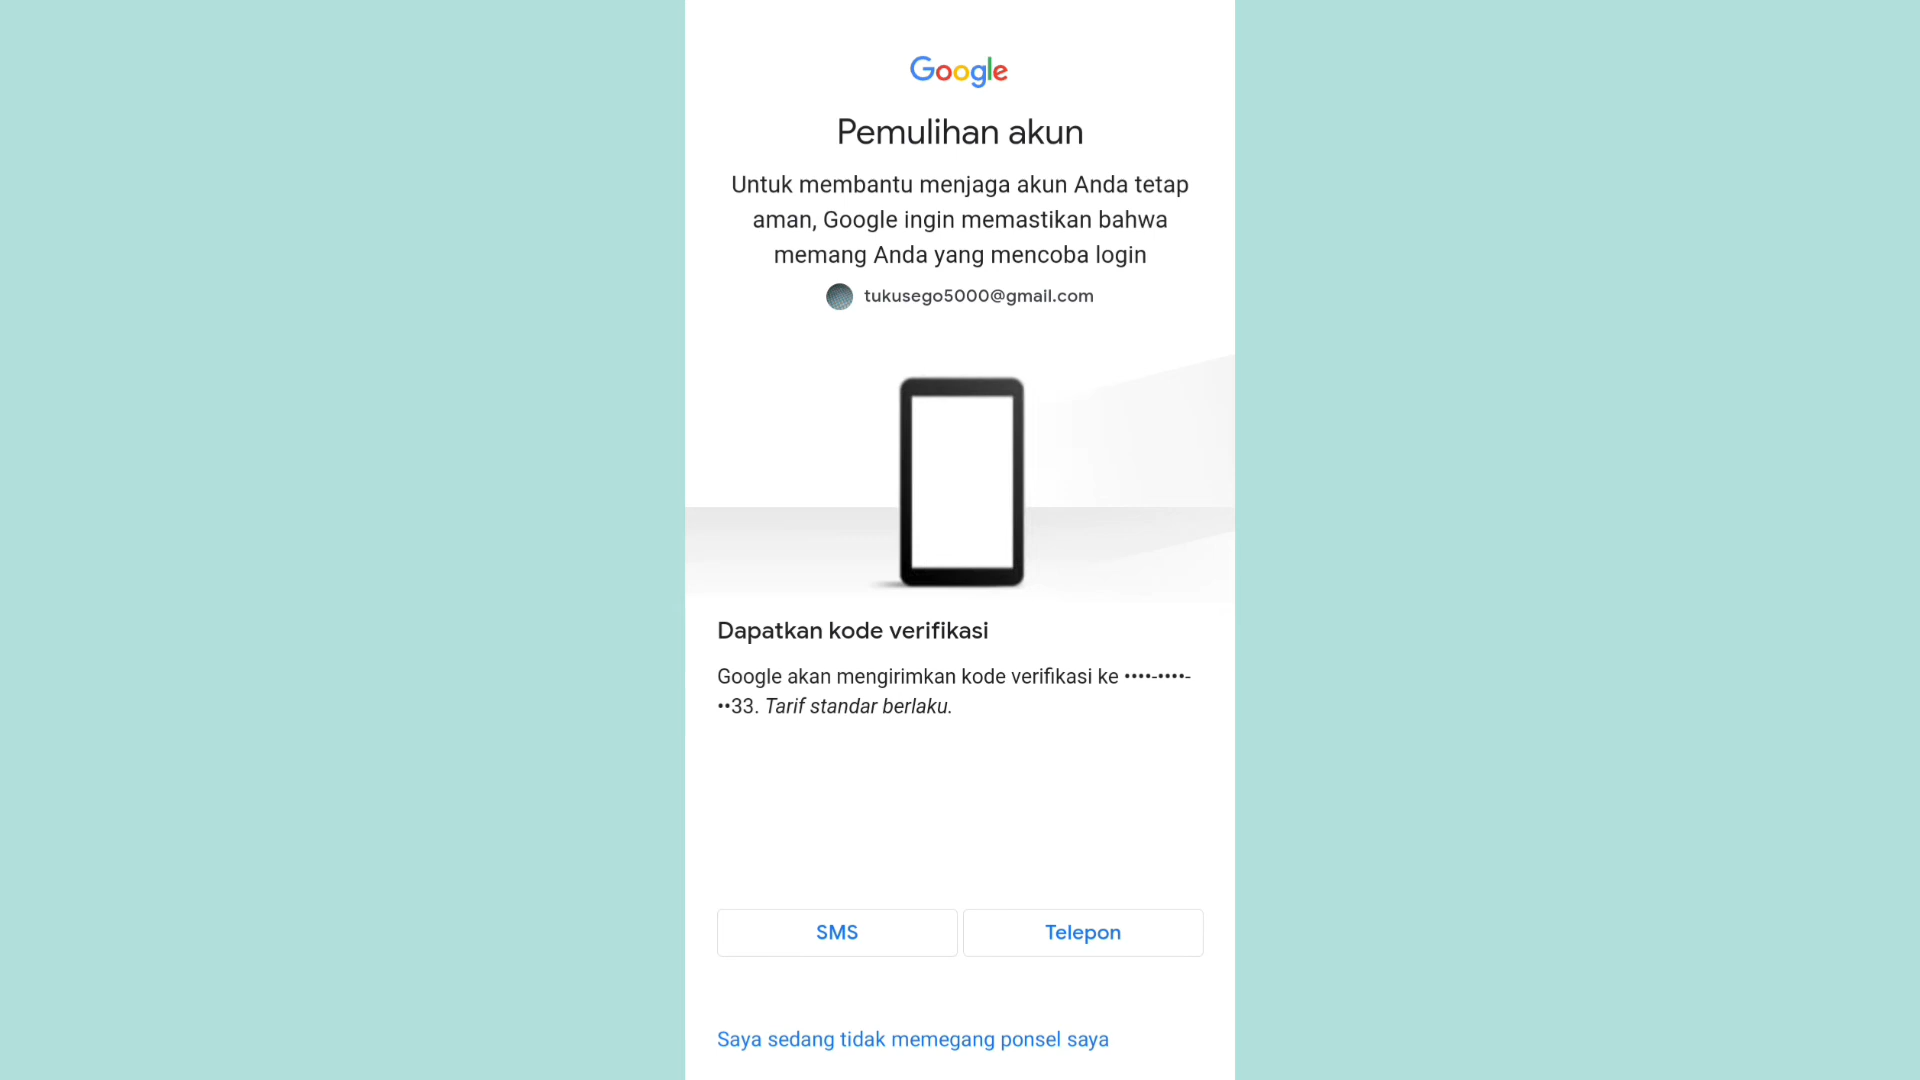 Google
Pemulihan akun
Untuk membantu menjaga akun Anda tetap
aman, Google ingin memastikan bahwa
memang Anda yang mencoba login
tukusego5000@gmail.com
Dapatkan kode verifikasi
Google akan mengirimkan kode verifikasi ke ••••-••••-
••33. Tarif standar berlaku.
SMS
Telepon
Saya sedang tidak memegang ponsel saya